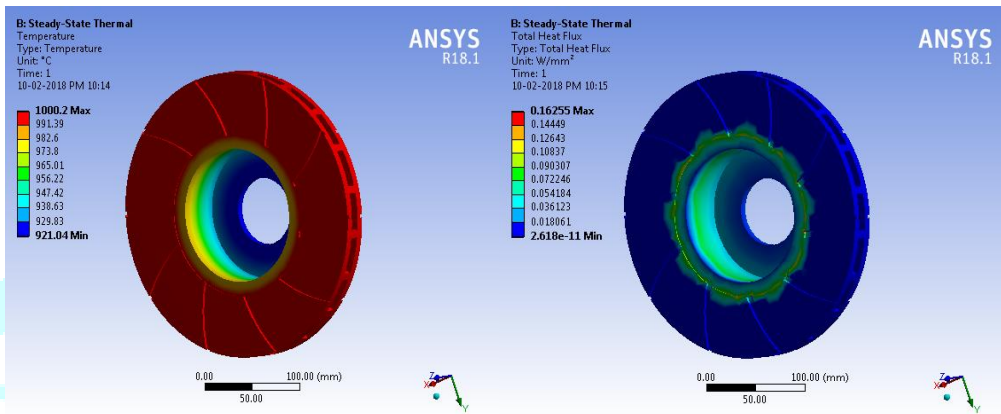 B: Steady-State Thermal
Temperature
Type: Temperature
Unit: °C
Time: 1
10-02-2018 PM 10:14
ANSYS
R18.1
1000.2 Max
991.39
982.6
973.8
965.01
956.22
947.42
938.63
929.83
921.04 Min
0.00
100.00 (mm)
50.00
Z
X
Y
B: Steady-State Thermal
Total Heat Flux
Type: Total Heat Flux
Unit: W/mm²
Time: 1
10-02-2018 PM 10:15
ANSYS
R18.1
0.16255 Max
0.14449
0.12643
0.10837
0.090307
0.072246
0.054184
0.036123
0.018061
2.618e-11 Min
0.00
100.00 (mm)
50.00
Z
X
Y